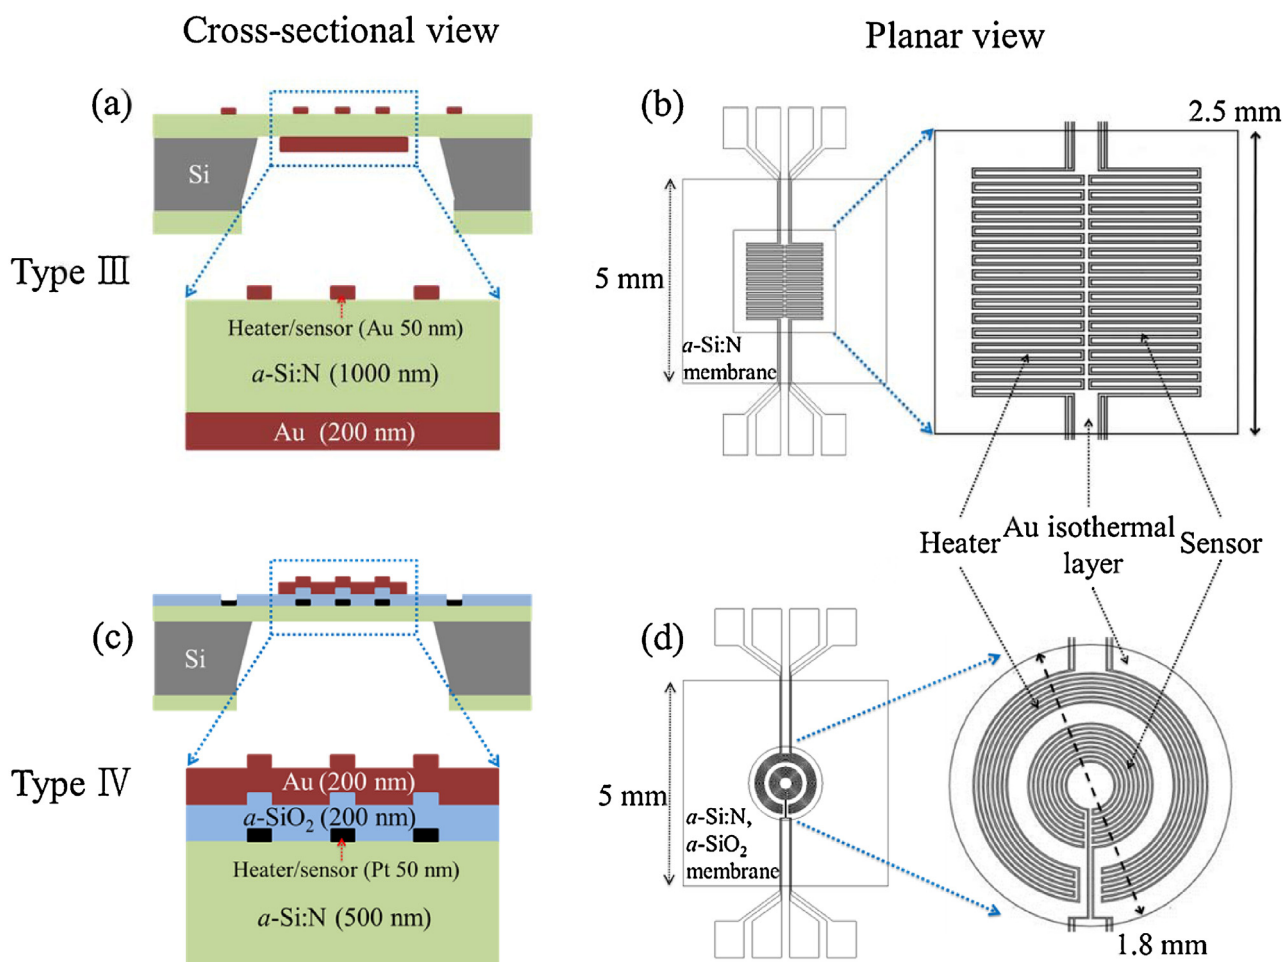 Cross-sectional view
Planar view
(a)
Si
Type III
Heater/sensor (Au 50 nm)
a-Si:N (1000 nm)
Au (200 nm)
(b)
5 mm
a-Si:N
membrane
2.5 mm
Heater
Au isothermal
layer
Sensor
(c)
Si
Type IV
Au (200 nm)
a-SiO₂ (200 nm)
Heater/sensor (Pt 50 nm)
a-Si:N (500 nm)
(d)
5 mm
a-Si:N,
a-SiO₂
membrane
1.8 mm